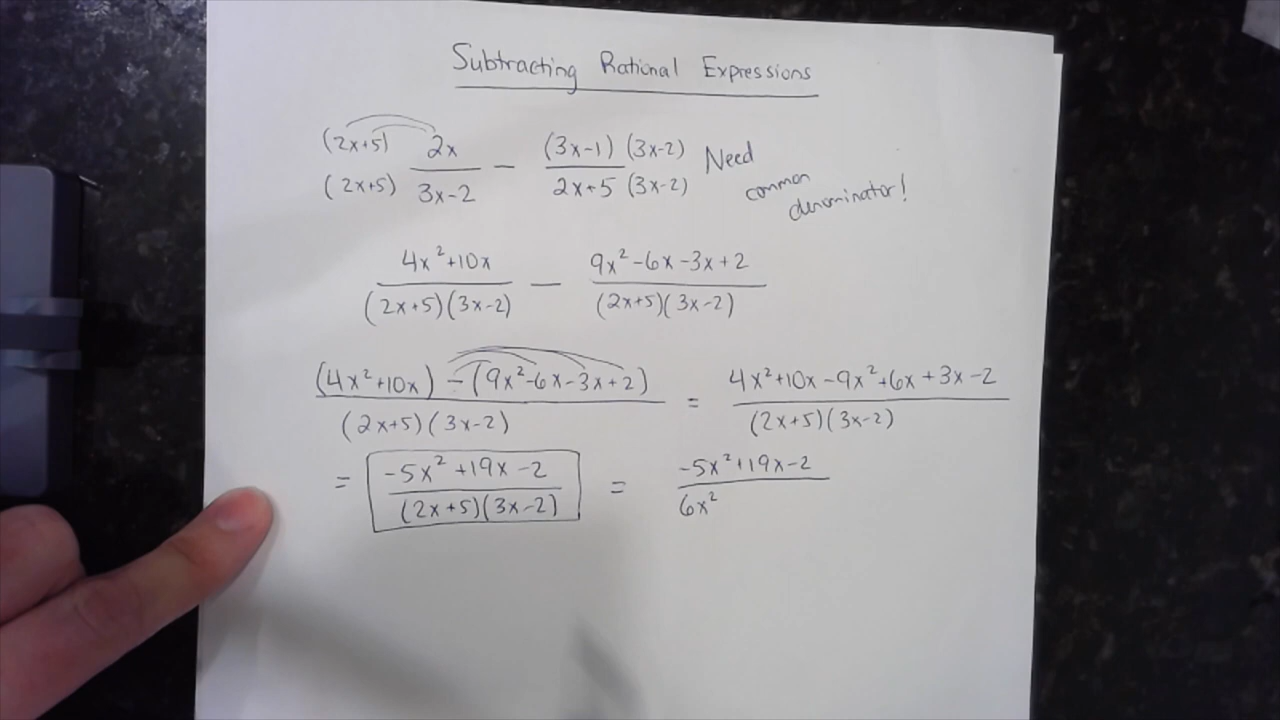 Subtracting Rational Expressions
(2x+5) 2x − (3x-1) (3x-2) Need
(2x+5) 3x-2 2x+5 (3x-2) common
denominator!
4x²+10x − 9x²-6x-3x+2
(2x+5)(3x-2) (2x+5)(3x-2)
(4x²+10x) - (9x²-6x-3x+2) = 4x²+10x-9x²+6x+3x-2
(2x+5)(3x-2) (2x+5)(3x-2)
= -5x²+19x-2 = -5x²+19x-2
(2x+5)(3x-2) 6x²